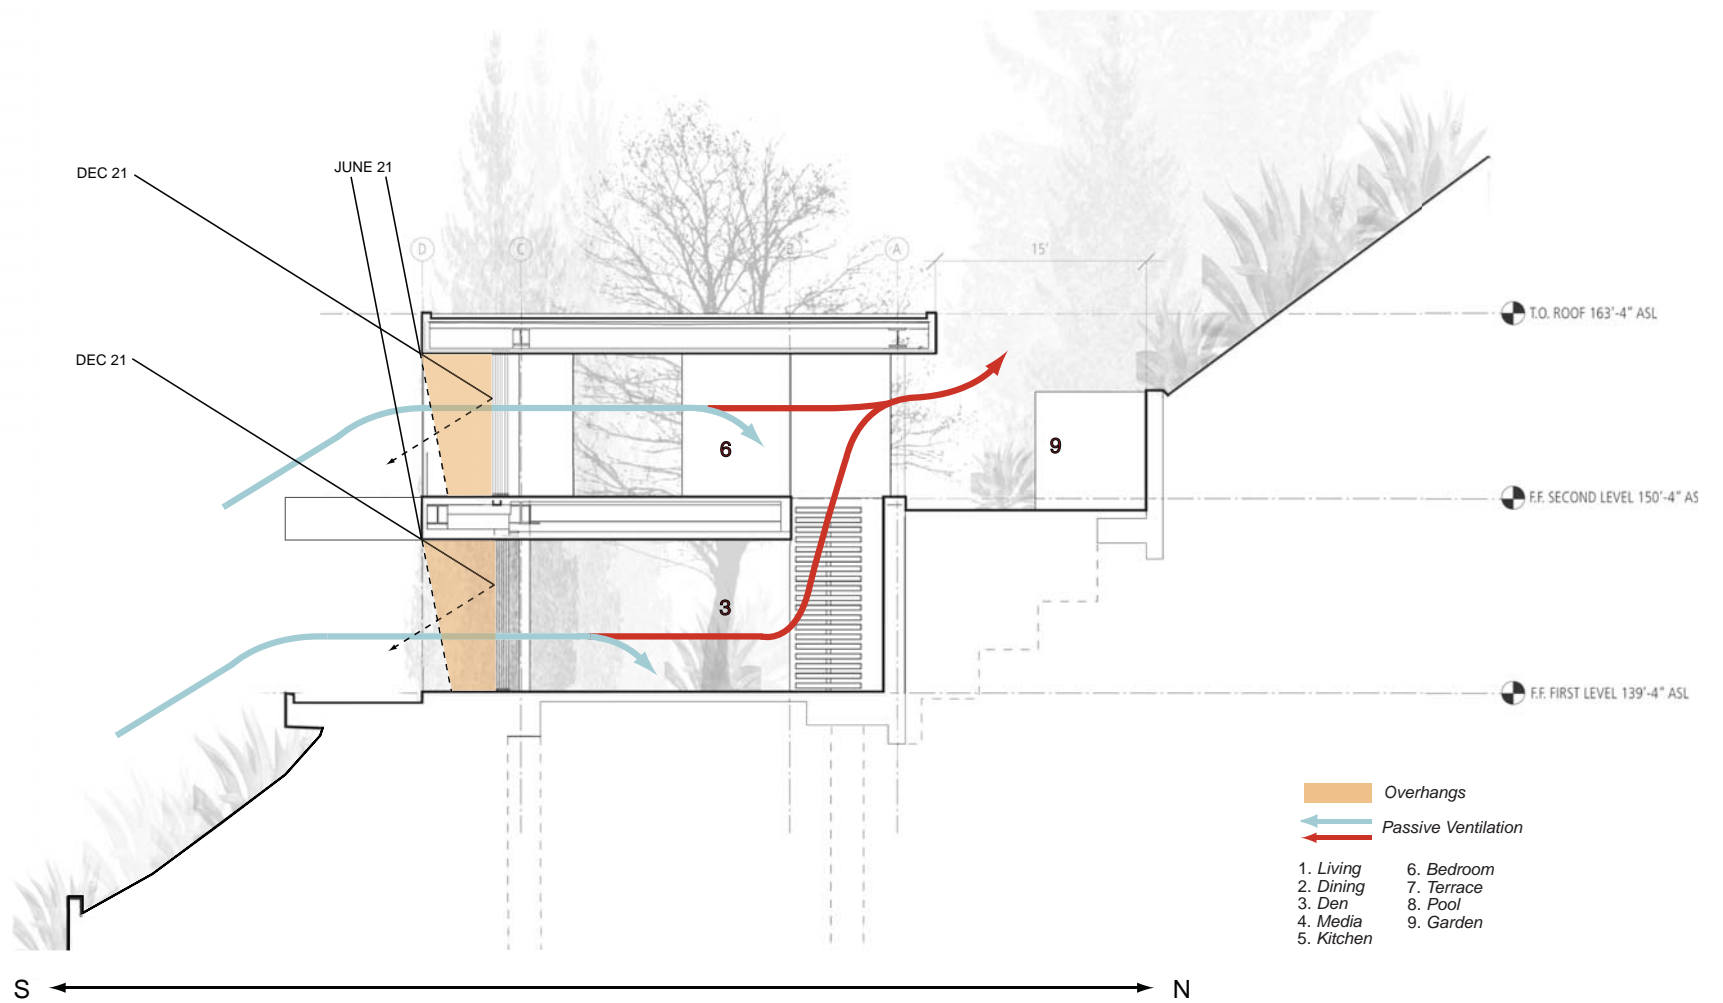 DEC 21
JUNE 21
D
C
B
A
15'
T.O. ROOF 163'-4" ASL
DEC 21
6
9
F.F. SECOND LEVEL 150'-4" AS
3
F.F. FIRST LEVEL 139'-4" ASL
Overhangs
Passive Ventilation
1. Living
2. Dining
3. Den
4. Media
5. Kitchen
6. Bedroom
7. Terrace
8. Pool
9. Garden
S
N